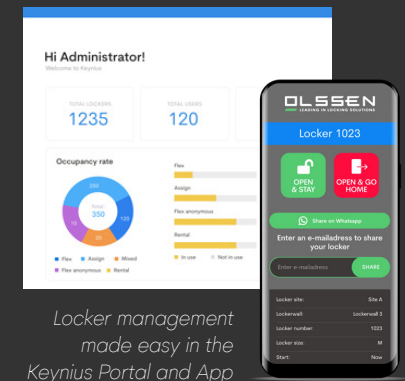 Hi Administrator!
Welcome to Keynius
TOTAL LOCKERS
1235
TOTAL USERS
120
Occupancy rate
200
120
Total:
350
10
20
Flex
Assign
Mixed
Flex anonymous
Rental
Flex
Assign
Flex anonymous
Rental
In use
Not in use
OLSSEN
LEADING IN LOCKING SOLUTIONS
Locker 1023
OPEN
& STAY
OPEN & GO
HOME
Share on Whatsapp
Enter an e-mailadress to share
your locker
Enter e-mailadress
SHARE
Locker site: Site A
Lockerwall: Lockerwall 3
Locker number: 1023
Locker size: M
Start: Now
Locker management
made easy in the
Keynius Portal and App